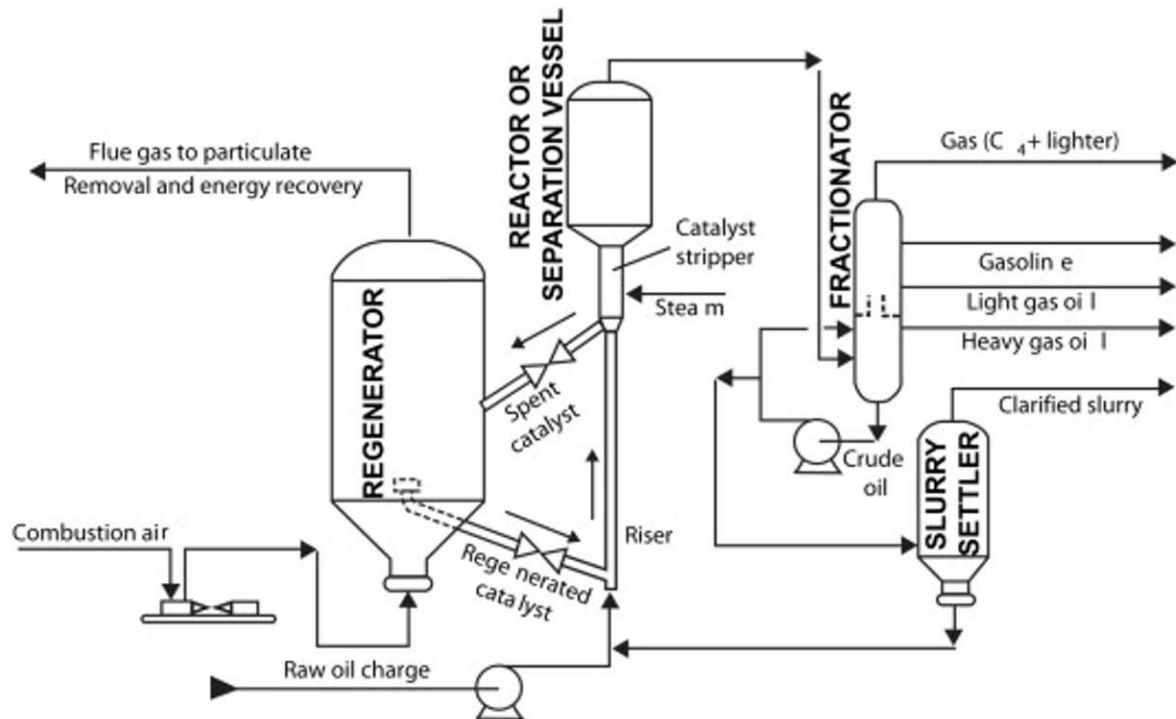 REACTOR OR
SEPARATION VESSEL
FRACTIONATOR
Gas (C 4+ lighter)
Flue gas to particulate
Removal and energy recovery
Catalyst
stripper
Gasolin e
Stea m
Light gas oi l
Heavy gas oi l
REGENERATOR
Spent
catalyst
Clarified slurry
Crude
oil
SLURRY
SETTLER
Combustion air
Riser
Rege nerated
cata lyst
Raw oil charge